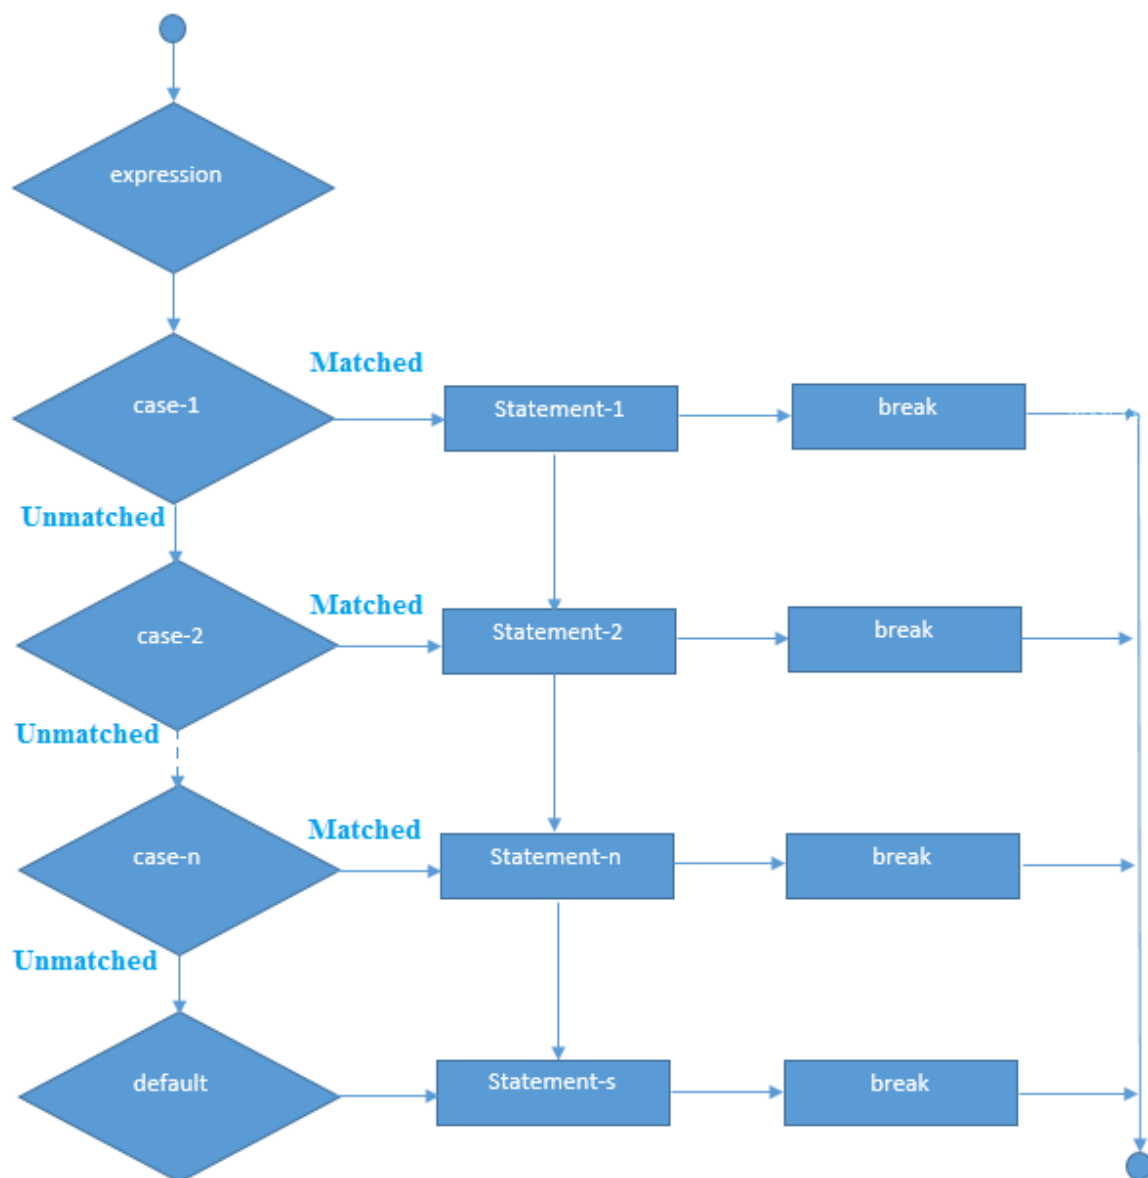 expression
Matched
case-1
Statement-1
break
Unmatched
Matched
case-2
Statement-2
break
Unmatched
Matched
case-n
Statement-n
break
Unmatched
default
Statement-s
break